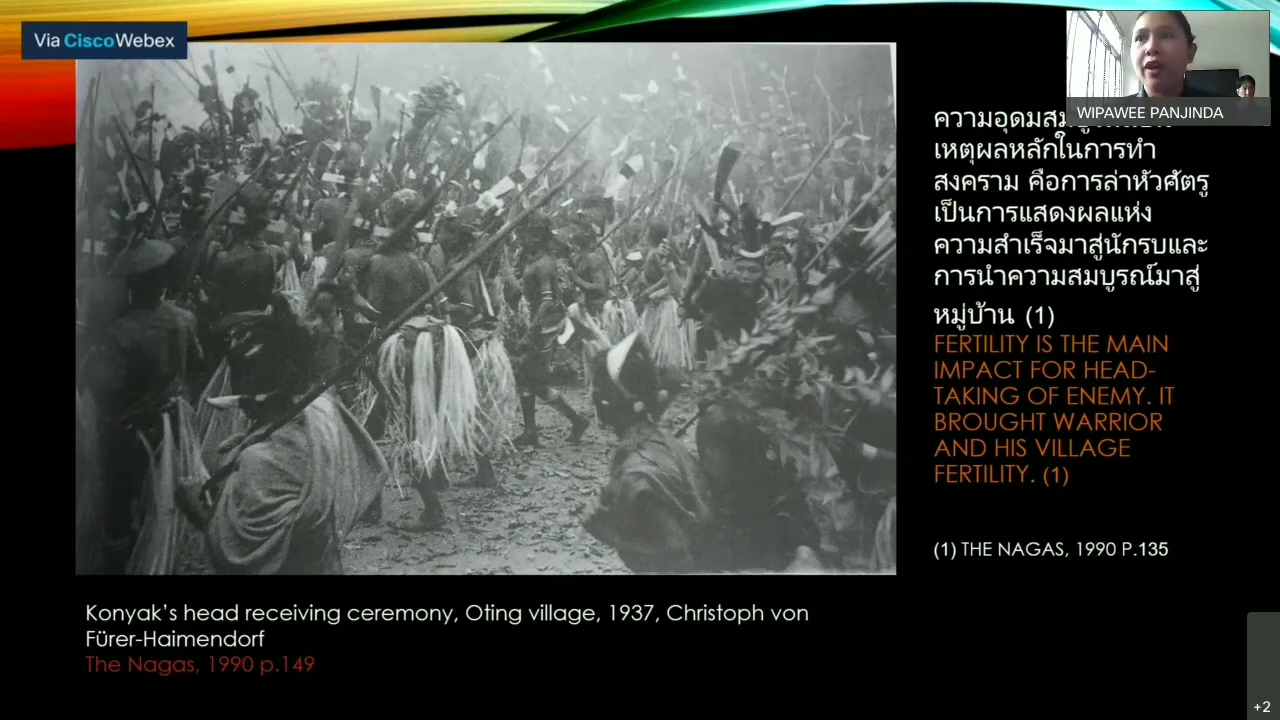 Via Cisco Webex
WIPAWEE PANJINDA
เหตุผลหลักในการทำ
สงคราม คือการล่าหัวศัตรู
เป็นการแสดงผลแห่ง
ความสำเร็จมาสู่นักรบและ
การนำความสมบูรณ์มาสู่
หมู่บ้าน (1)
FERTILITY IS THE MAIN
IMPACT FOR HEAD-
TAKING OF ENEMY. IT
BROUGHT WARRIOR
AND HIS VILLAGE
FERTILITY. (1)
(1) THE NAGAS, 1990 P.135
Konyak’s head receiving ceremony, Oting village, 1937, Christoph von
Fürer-Haimendorf
The Nagas, 1990 p.149
+2